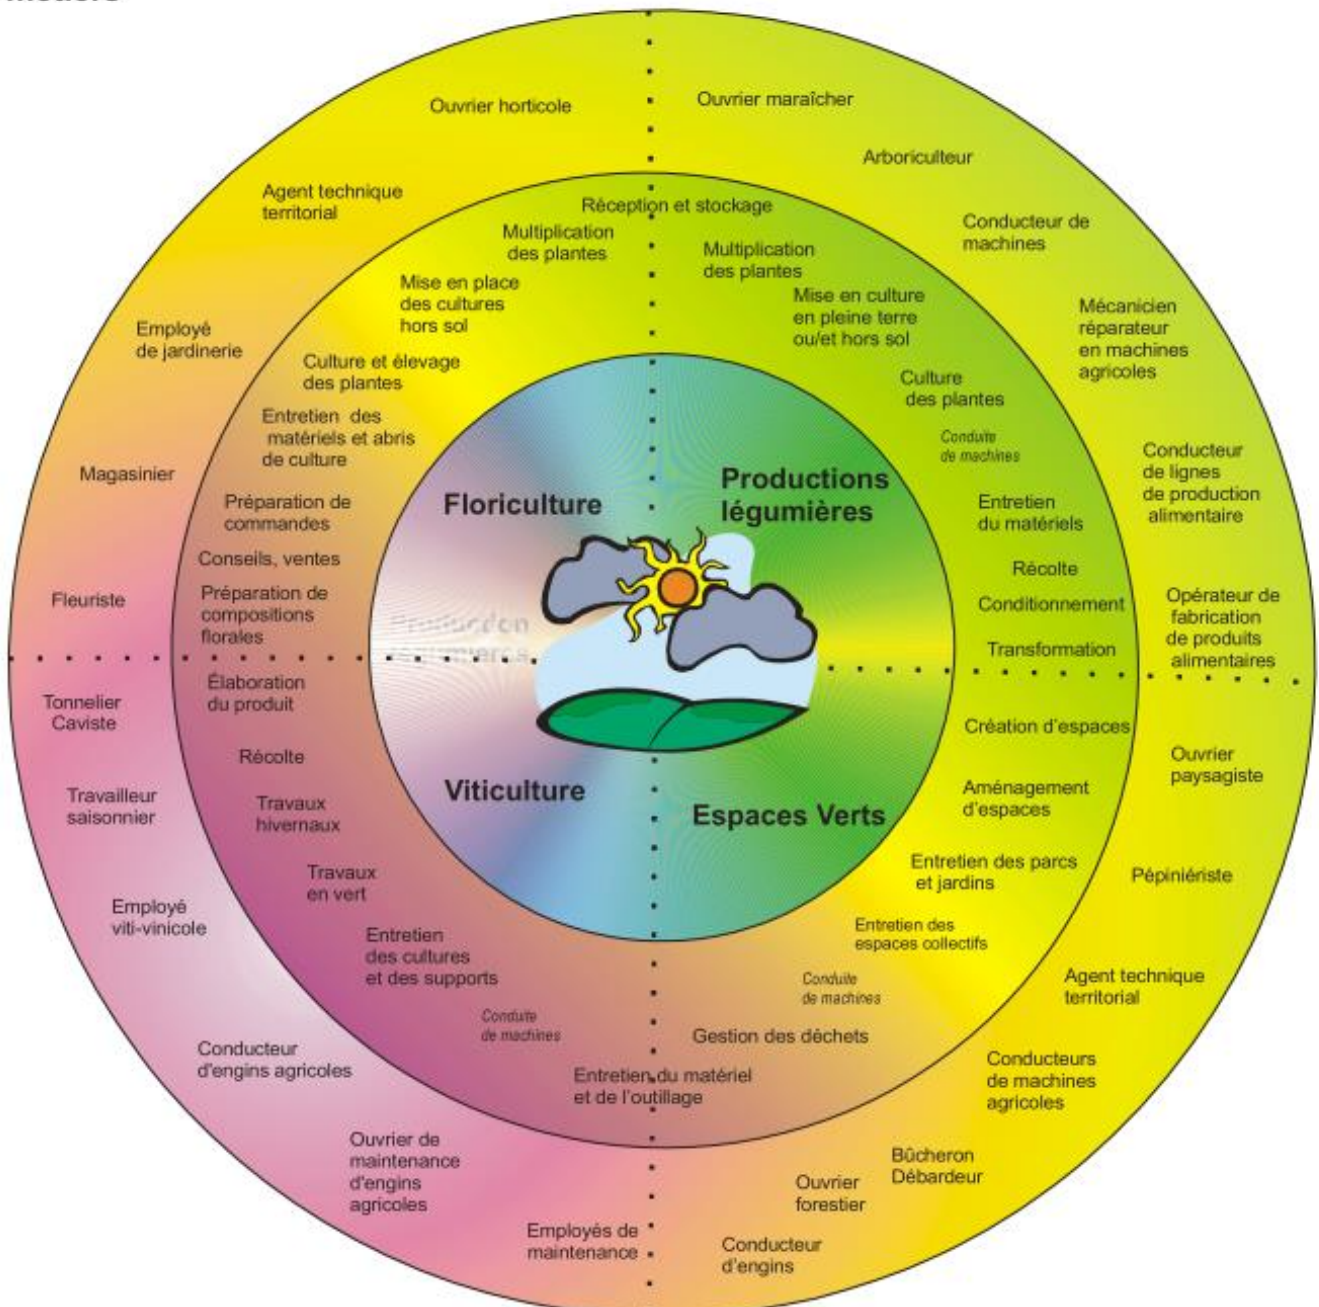 Ouvrier horticole
Agent technique
territorial
Employé
de jardinerie
Magasinier
Fleuriste
Ouvrier maraîcher
Arboriculteur
Conducteur de
machines
Mécanicien
réparateur
en machines
agricoles
Conducteur
de lignes
de production
alimentaire
Opérateur de
fabrication
de produits
alimentaires
Réception et stockage
Multiplication
des plantes
Mise en place
des cultures
hors sol
Culture et élevage
des plantes
Entretien des
matériels et abris
de culture
Préparation de
commandes
Conseils, ventes
Préparation de
compositions
florales
Multiplication
des plantes
Mise en culture
en pleine terre
ou/et hors sol
Culture
des plantes
Conduite
de machines
Entretien
du matériels
Récolte
Conditionnement
Transformation
Floriculture
Productions
légumières
Production
légumières
Viticulture
Espaces Verts
Élaboration
du produit
Récolte
Travaux
hivernaux
Travaux
en vert
Entretien
des cultures
et des supports
Conduite
de machines
Entretien du matériel
et de l'outillage
Création d'espaces
Aménagement
d'espaces
Entretien des parcs
et jardins
Entretien des
espaces collectifs
Conduite
de machines
Gestion des déchets
Tonnelier
Caviste
Travailleur
saisonnier
Employé
viti-vinicole
Conducteur
d'engins agricoles
Ouvrier de
maintenance
d'engins
agricoles
Employés de
maintenance
Ouvrier
paysagiste
Pépiniériste
Agent technique
territorial
Conducteurs
de machines
agricoles
Bûcheron
Débardeur
Ouvrier
forestier
Conducteur
d'engins